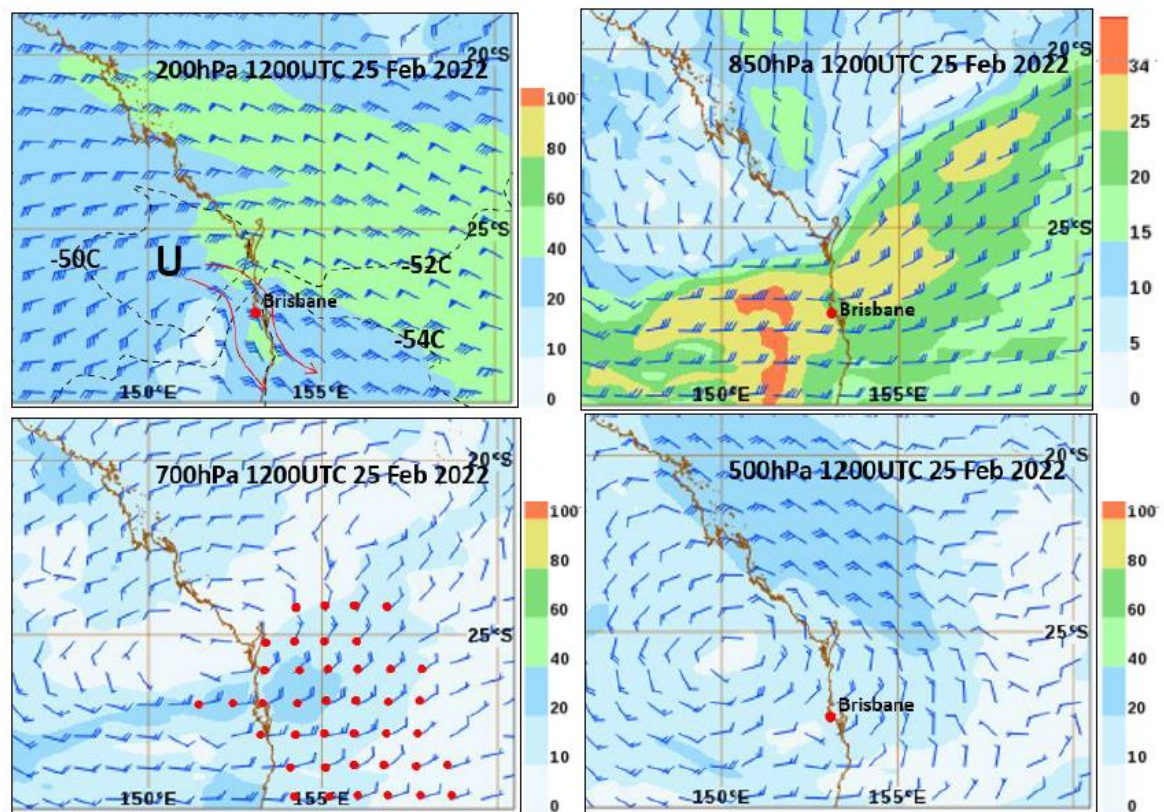 200hPa 1200UTC 25 Feb 2022
20°S
25°S
-50C
U
-52C
Brisbane
-54C
150°E
155°E
100
80
60
40
20
10
0
850hPa 1200UTC 25 Feb 2022
20°S
25°S
Brisbane
150°E
155°E
34
25
20
15
10
5
0
700hPa 1200UTC 25 Feb 2022
20°S
25°S
150°E
155°E
100
80
60
40
20
10
0
500hPa 1200UTC 25 Feb 2022
20°S
25°S
Brisbane
150°E
155°E
100
80
60
40
20
10
0